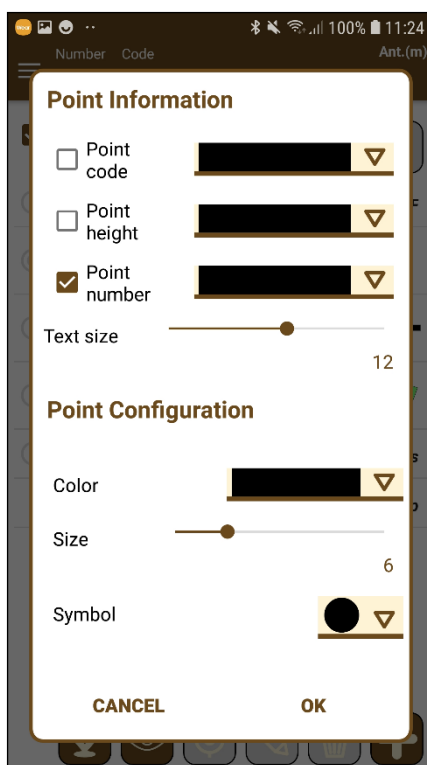 100% 11:24
Number Code Ant.(m)
Point Information
Point
code
Point
height
Point
number
Text size
12
Point Configuration
Color
Size
6
Symbol
CANCEL OK